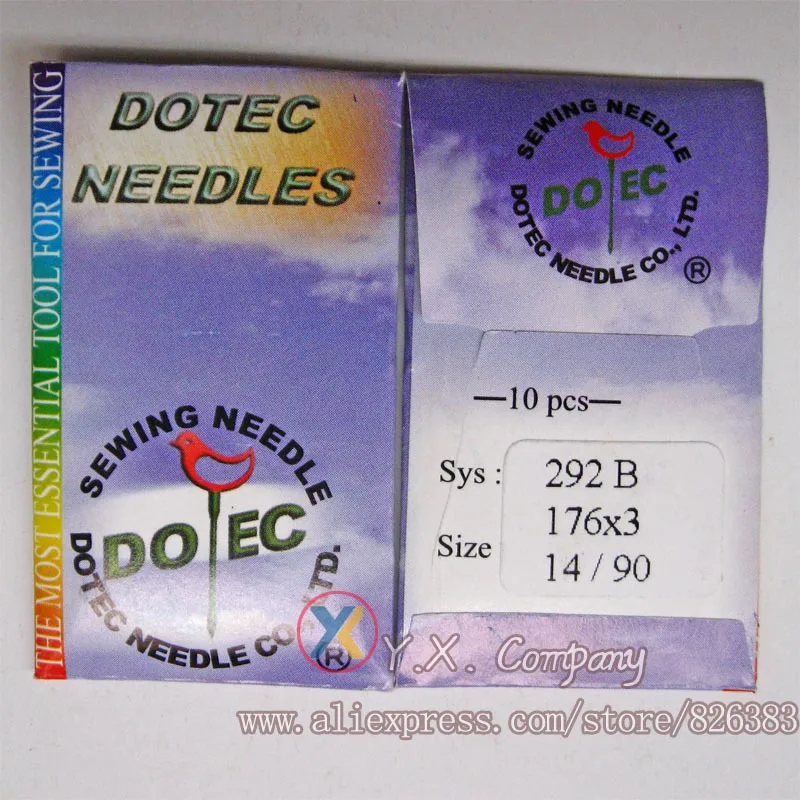 THE MOST ESSENTIAL TOOL FOR SEWING
DOTEC
NEEDLES
SEWING NEEDLE
DOTEC
DOTEC NEEDLE CO., LTD.
®
SEWING NEEDLE
DOTEC
DOTEC NEEDLE CO., LTD.
®
—10 pcs—
Sys : 292 B
176x3
Size 14 / 90
YX Y.X. Company
www.aliexpress.com/store/826383